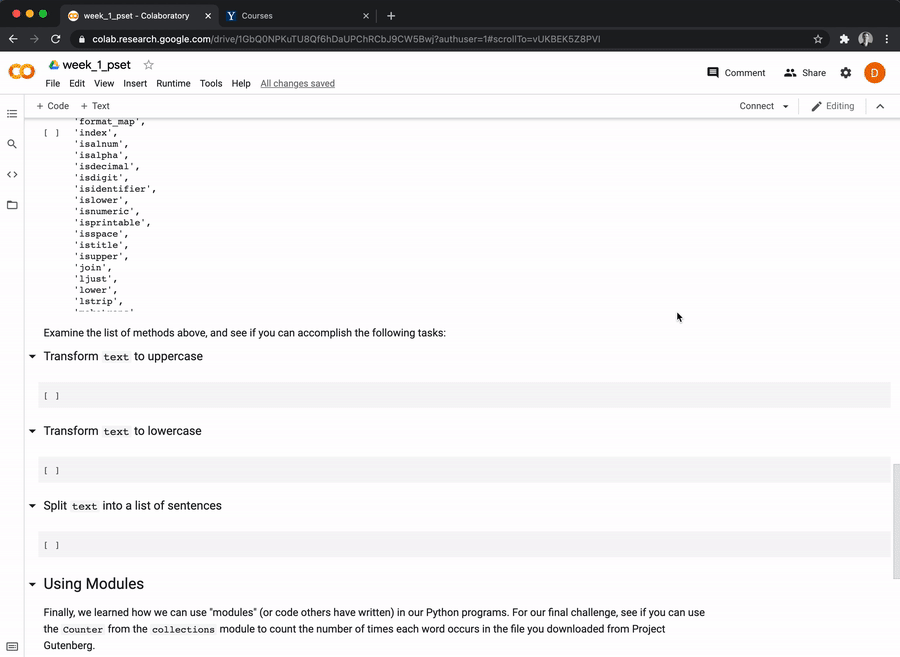 week_1_pset - Colaboratory
Courses
colab.research.google.com/drive/1GbQ0NPKuTU8Qf6hDaUPChRCbJ9CW5Bwj?authuser=1#scrollTo=vUKBEK5Z8PVI
week_1_pset
Comment
Share
D
File Edit View Insert Runtime Tools Help All changes saved
+ Code + Text
Connect
Editing
'format_map',
[ ] 'index',
'isalnum',
'isalpha',
'isdecimal',
'isdigit',
'isidentifier',
'islower',
'isnumeric',
'isprintable',
'isspace',
'istitle',
'isupper',
'join',
'ljust',
'lower',
'lstrip',
Examine the list of methods above, and see if you can accomplish the following tasks:
Transform text to uppercase
[ ]
Transform text to lowercase
[ ]
Split text into a list of sentences
[ ]
Using Modules
Finally, we learned how we can use "modules" (or code others have written) in our Python programs. For our final challenge, see if you can use
the Counter from the collections module to count the number of times each word occurs in the file you downloaded from Project
Gutenberg.